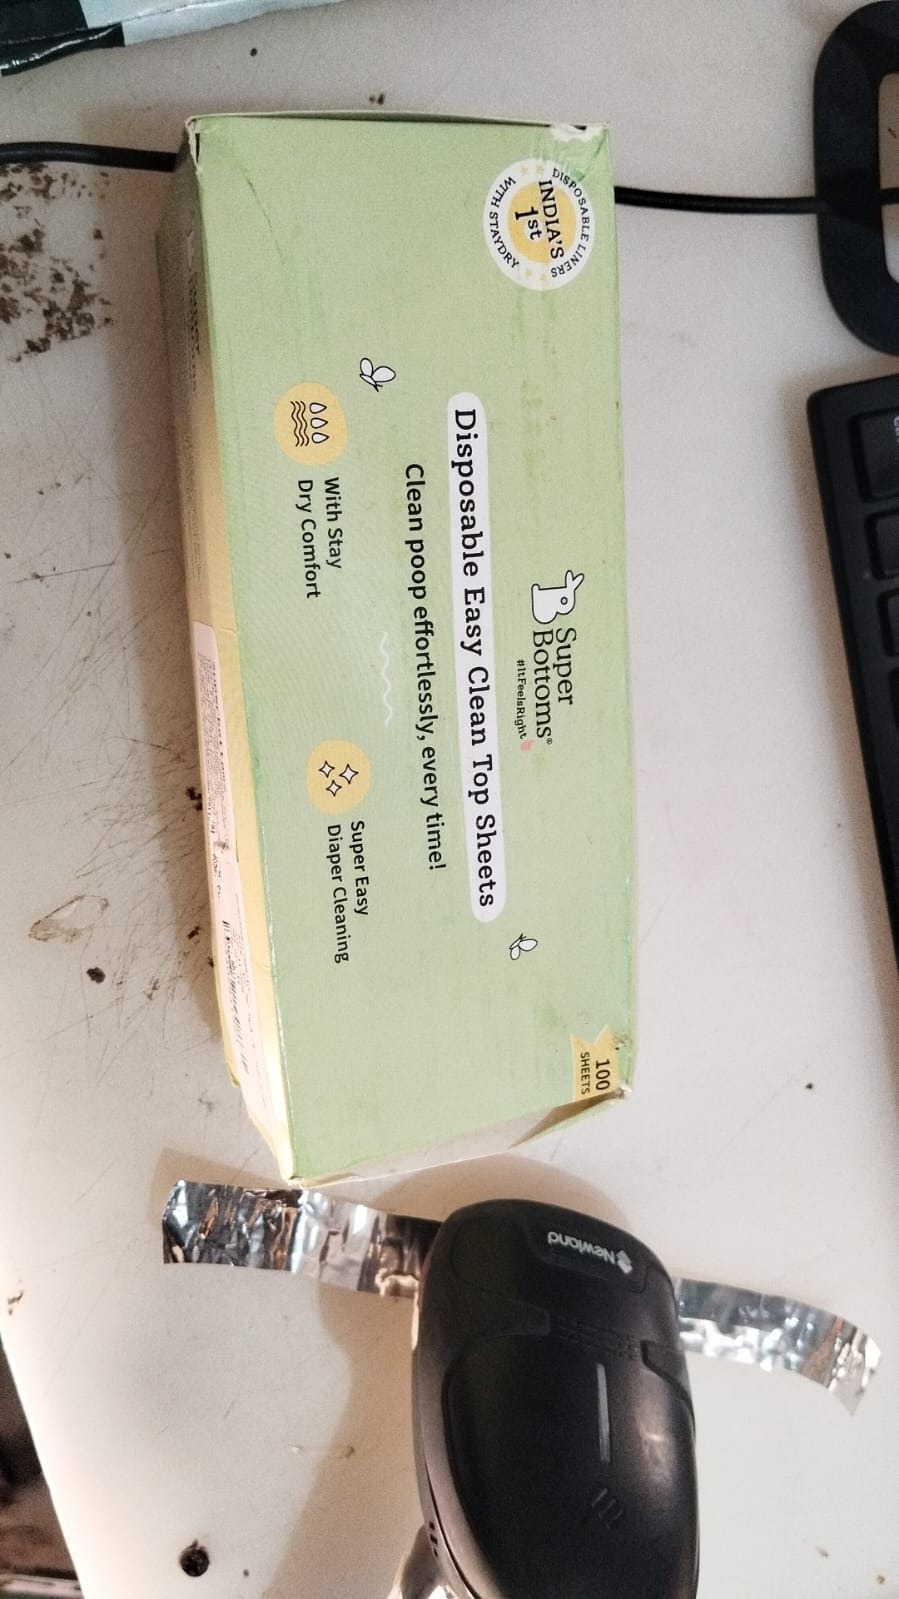 DISPOSABLE LINERS
INDIA'S
1st
WITH STAYDRY
Super
Bottoms®
#ItFeelsRight
Disposable Easy Clean Top Sheets
Clean poop effortlessly, every time!
With Stay
Dry Comfort
Super Easy
Diaper Cleaning
100
SHEETS
Newland